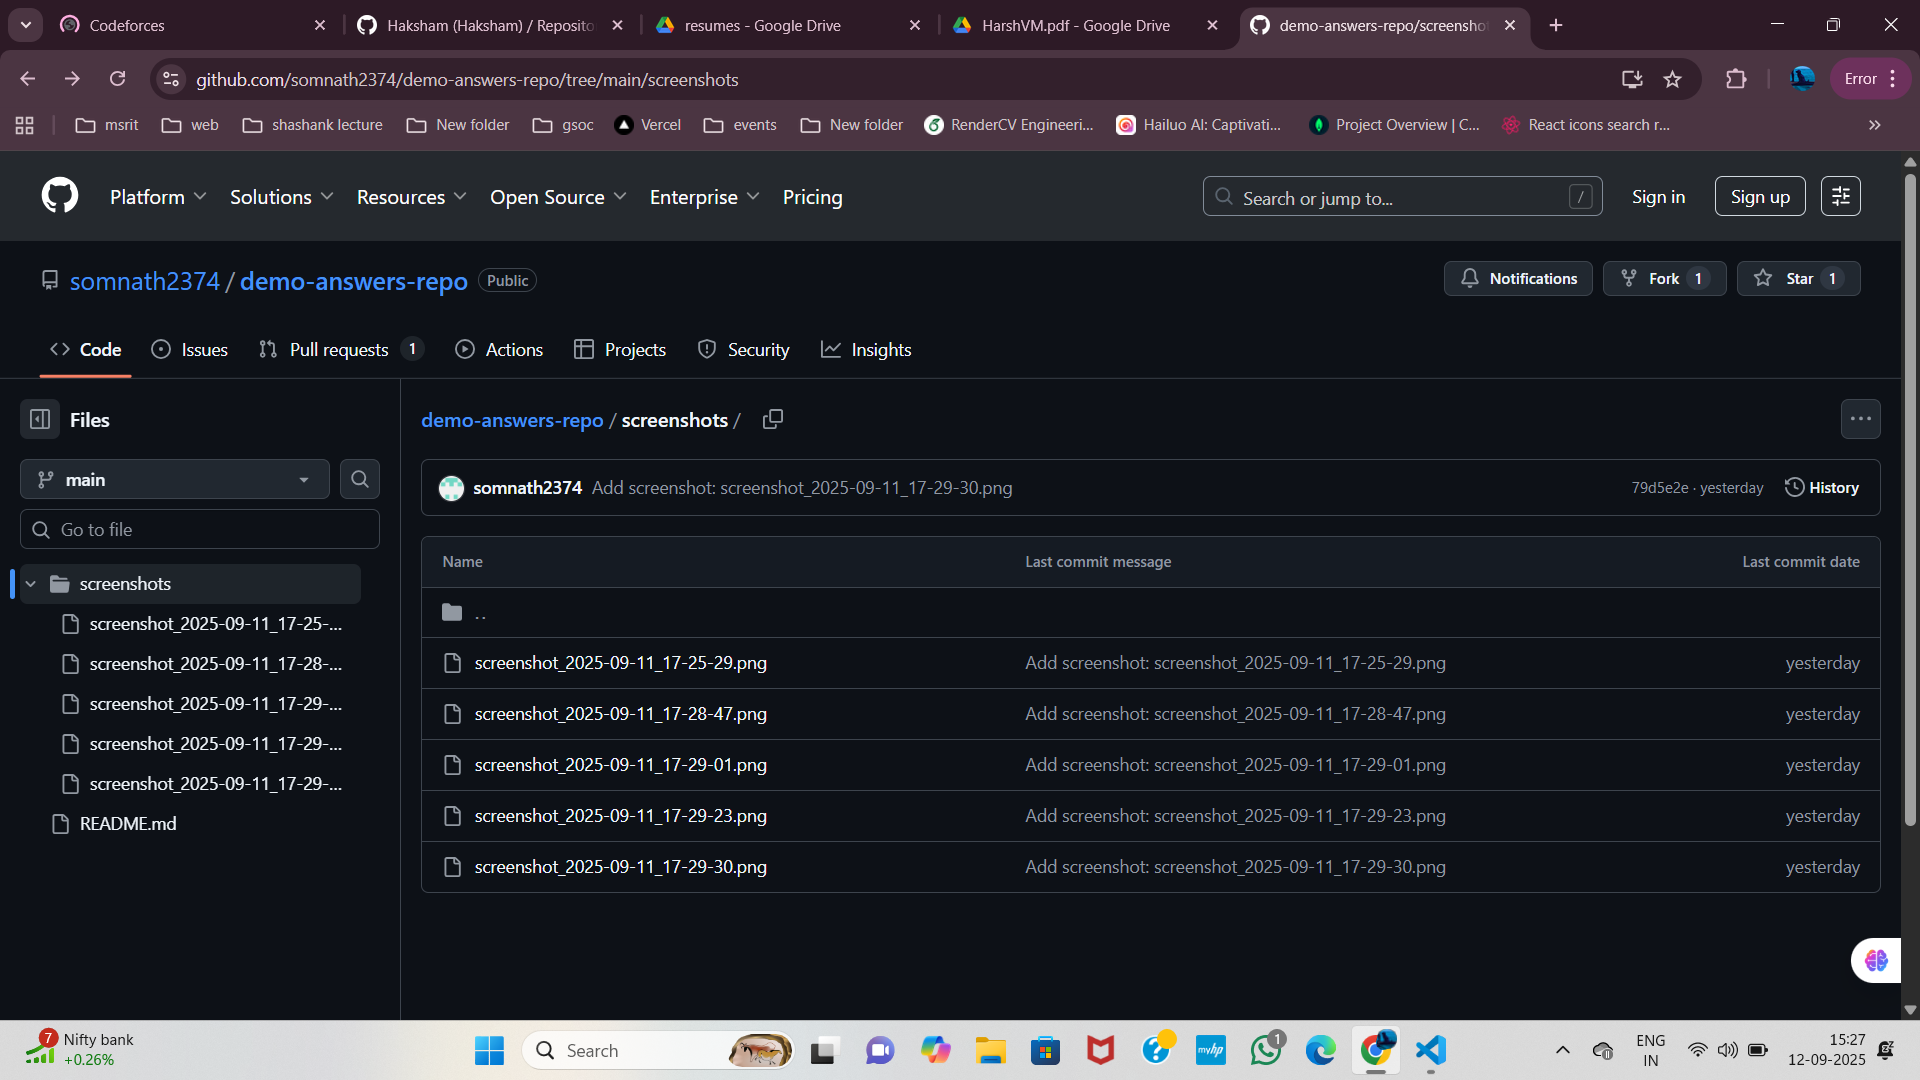 Codeforces
Haksham (Haksham) / Reposito
resumes - Google Drive
HarshVM.pdf - Google Drive
demo-answers-repo/screenshot
github.com/somnath2374/demo-answers-repo/tree/main/screenshots
Error
msrit
web
shashank lecture
New folder
gsoc
Vercel
events
New folder
RenderCV Engineeri...
Hailuo AI: Captivati...
Project Overview | C...
React icons search r...
Platform
Solutions
Resources
Open Source
Enterprise
Pricing
Search or jump to...
/
Sign in
Sign up
somnath2374 / demo-answers-repo
Public
Notifications
Fork 1
Star 1
Code
Issues
Pull requests 1
Actions
Projects
Security
Insights
Files
main
Go to file
screenshots
screenshot_2025-09-11_17-25-...
screenshot_2025-09-11_17-28-...
screenshot_2025-09-11_17-29-...
screenshot_2025-09-11_17-29-...
screenshot_2025-09-11_17-29-...
README.md
demo-answers-repo / screenshots /
somnath2374 Add screenshot: screenshot_2025-09-11_17-29-30.png
79d5e2e · yesterday
History
Name
Last commit message
Last commit date
..
screenshot_2025-09-11_17-25-29.png
Add screenshot: screenshot_2025-09-11_17-25-29.png
yesterday
screenshot_2025-09-11_17-28-47.png
Add screenshot: screenshot_2025-09-11_17-28-47.png
yesterday
screenshot_2025-09-11_17-29-01.png
Add screenshot: screenshot_2025-09-11_17-29-01.png
yesterday
screenshot_2025-09-11_17-29-23.png
Add screenshot: screenshot_2025-09-11_17-29-23.png
yesterday
screenshot_2025-09-11_17-29-30.png
Add screenshot: screenshot_2025-09-11_17-29-30.png
yesterday
7
Nifty bank
+0.26%
Search
myhp
1
ENG
IN
15:27
12-09-2025